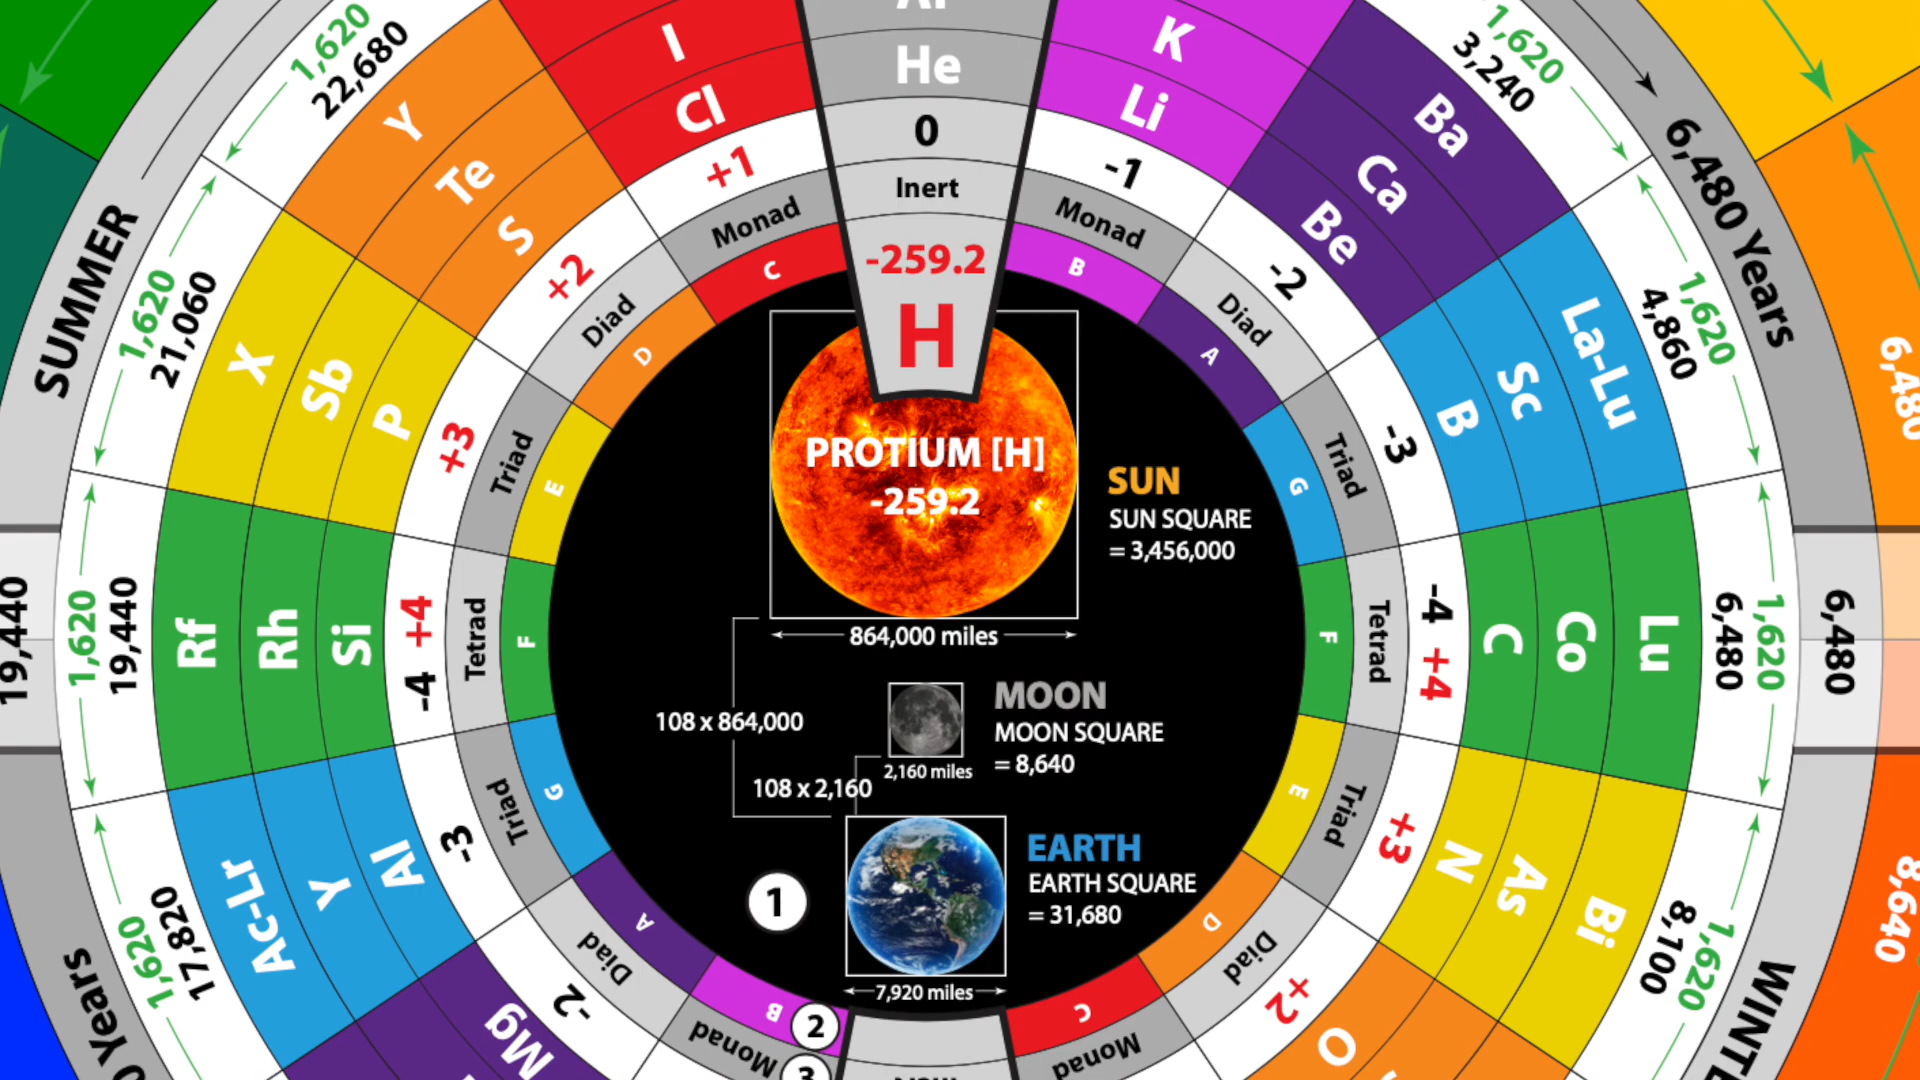 He
0
Inert
-259.2
H
PROTIUM [H]
-259.2
SUN
SUN SQUARE
= 3,456,000
864,000 miles
108 x 864,000
MOON
MOON SQUARE
= 8,640
2,160 miles
108 x 2,160
EARTH
EARTH SQUARE
= 31,680
7,920 miles
1
2
3
K
Li
-1
Monad
B
1,620
3,240
Ba
Ca
Be
-2
Diad
A
6,480 Years
1,620
4,860
La-Lu
Sc
B
-3
Triad
G
6,480
6,480
1,620
6,480
Lu
Co
C
-4 +4
Tetrad
F
8,640
1,620
8,100
Bi
As
N
+3
Triad
E
O
+2
Diad
D
Monad
C
I
Cl
+1
Monad
C
1,620
22,680
Y
Te
S
+2
Diad
D
SUMMER
1,620
21,060
X
Sb
P
+3
Triad
E
19,440
1,620
19,440
Rf
Rh
Si
-4 +4
Tetrad
F
1,620
17,820
Ac-Lr
Y
Al
-3
Triad
G
Years
Mg
-2
Diad
A
Monad
B